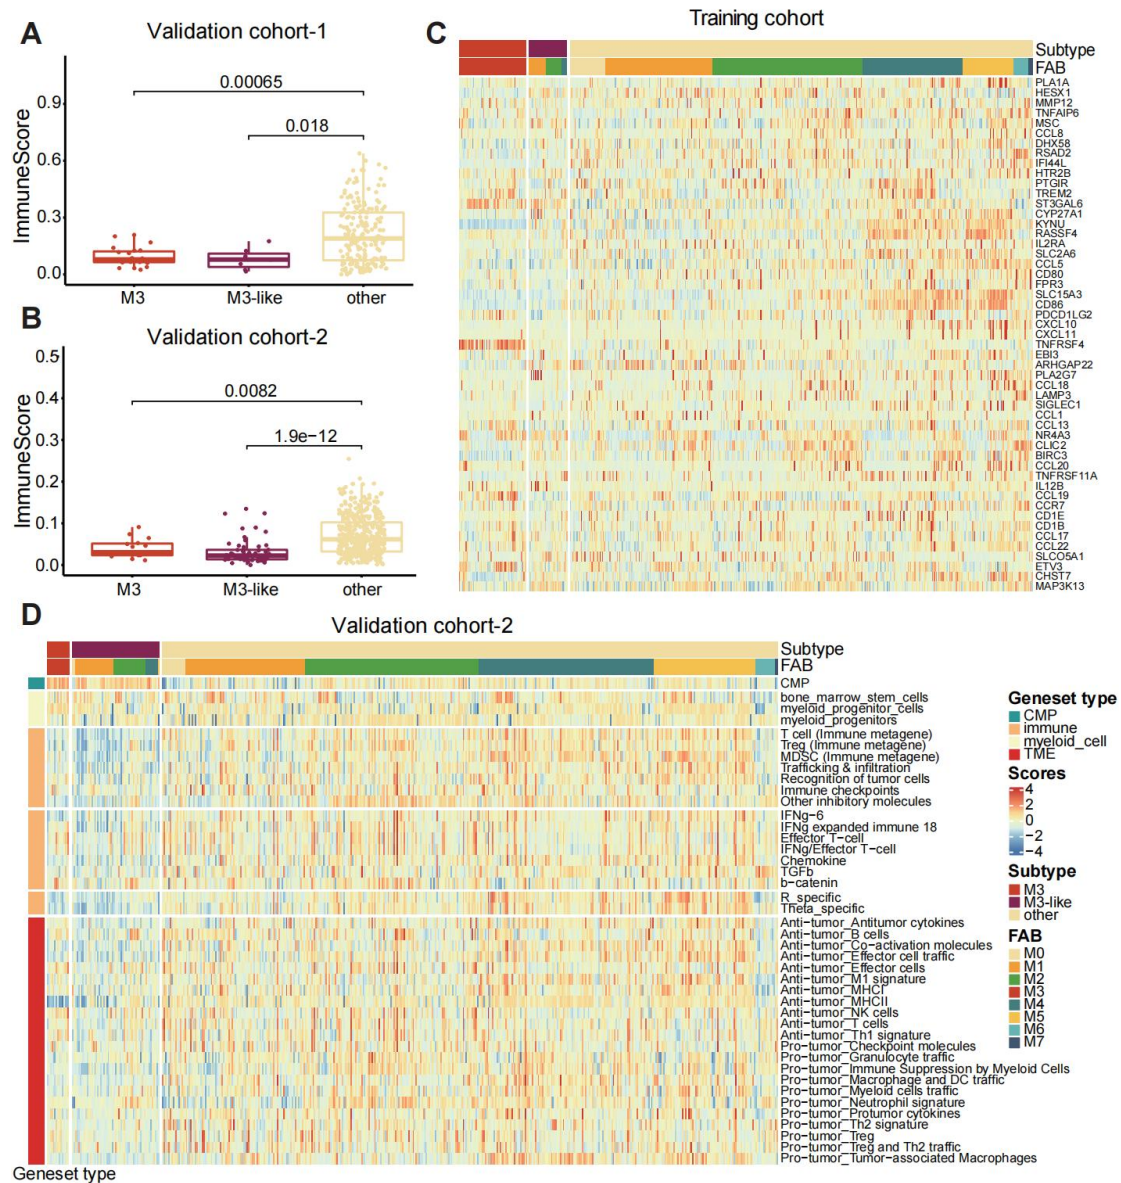 A
Validation cohort-1
ImmuneScore
0.9
0.6
0.3
0.0
0.00065
0.018
M3
M3-like
other
B
Validation cohort-2
ImmuneScore
0.5
0.4
0.3
0.2
0.1
0.0
0.0082
1.9e−12
M3
M3-like
other
C
Training cohort
Subtype
FAB
PLA1A
HESX1
MMP12
TNFAIP6
MSC
CCL8
DHX58
RSAD2
IFI44L
HTR2B
PTGIR
TREM2
ST3GAL6
CYP27A1
KYNU
RASSF4
IL2RA
SLC2A6
CCL5
CD80
FPR3
SLC15A3
CD86
PDCD1LG2
CXCL10
CXCL11
TNFRSF4
EBI3
ARHGAP22
PLA2G7
CCL18
LAMP3
SIGLEC1
CCL1
CCL13
NR4A3
CLIC2
BIRC3
CCL20
TNFRSF11A
IL12B
CCL19
CCR7
CD1E
CD1B
CCL17
CCL22
SLCO5A1
ETV3
CHST7
MAP3K13
D
Validation cohort-2
Subtype
FAB
CMP
bone_marrow_stem_cells
myeloid_progenitor_cells
myeloid_progenitors
T cell (Immune metagene)
Treg (Immune metagene)
MDSC (Immune metagene)
Trafficking & infiltration
Recognition of tumor cells
Immune checkpoints
Other inhibitory molecules
IFNg−6
IFNg expanded immune 18
Effector T−cell
IFNg/Effector T−cell
Chemokine
TGFb
b−catenin
R_specific
Theta_specific
Anti−tumor_Antitumor cytokines
Anti−tumor_B cells
Anti−tumor_Co−activation molecules
Anti−tumor_Effector cell traffic
Anti−tumor_Effector cells
Anti−tumor_M1 signature
Anti−tumor_MHCI
Anti−tumor_MHCII
Anti−tumor_NK cells
Anti−tumor_T cells
Anti−tumor_Th1 signature
Pro−tumor_Checkpoint molecules
Pro−tumor_Granulocyte traffic
Pro−tumor_Immune Suppression by Myeloid Cells
Pro−tumor_Macrophage and DC traffic
Pro−tumor_Myeloid cells traffic
Pro−tumor_Neutrophil signature
Pro−tumor_Protumor cytokines
Pro−tumor_Th2 signature
Pro−tumor_Treg
Pro−tumor_Treg and Th2 traffic
Pro−tumor_Tumor−associated Macrophages
Geneset type
Geneset type
CMP
immune
myeloid_cell
TME
Scores
4
2
0
−2
−4
Subtype
M3
M3-like
other
FAB
M0
M1
M2
M3
M4
M5
M6
M7